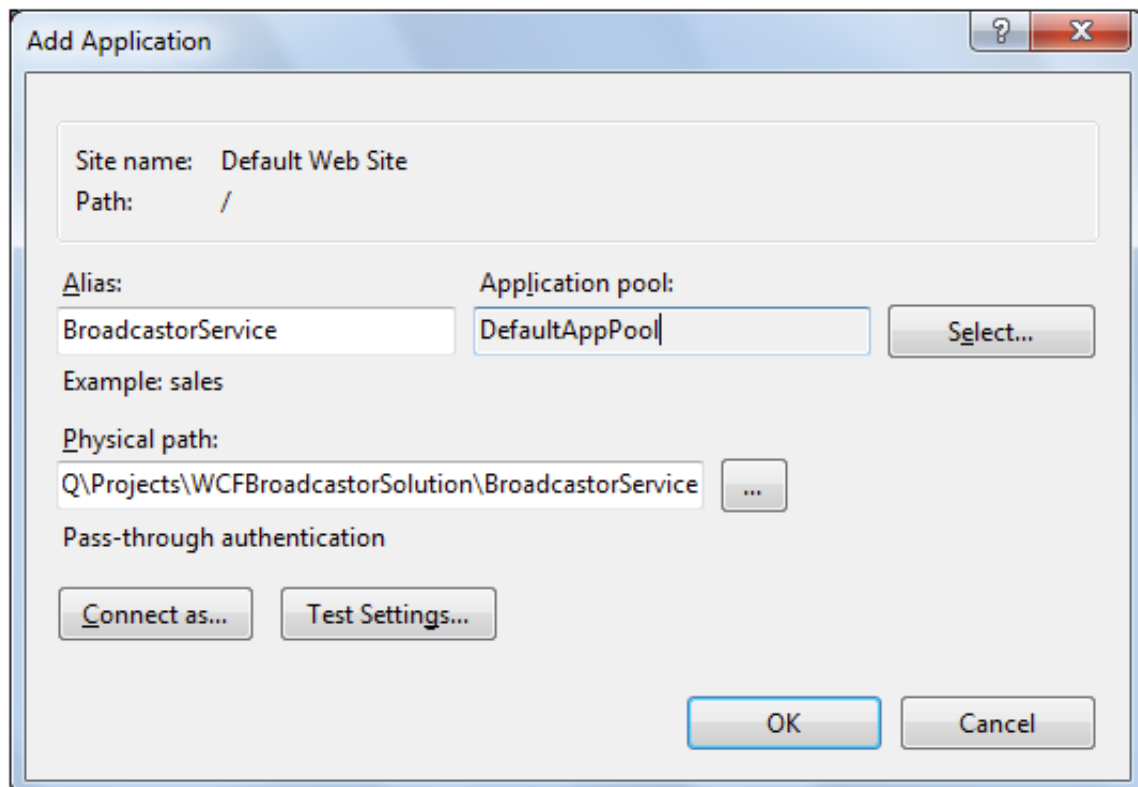 Add Application
?
X
Site name: Default Web Site
Path: /
Alias: Application pool:
BroadcastorService DefaultAppPool Select...
Example: sales
Physical path:
Q\Projects\WCFBroadcastorSolution\BroadcastorService ...
Pass-through authentication
Connect as... Test Settings...
OK Cancel